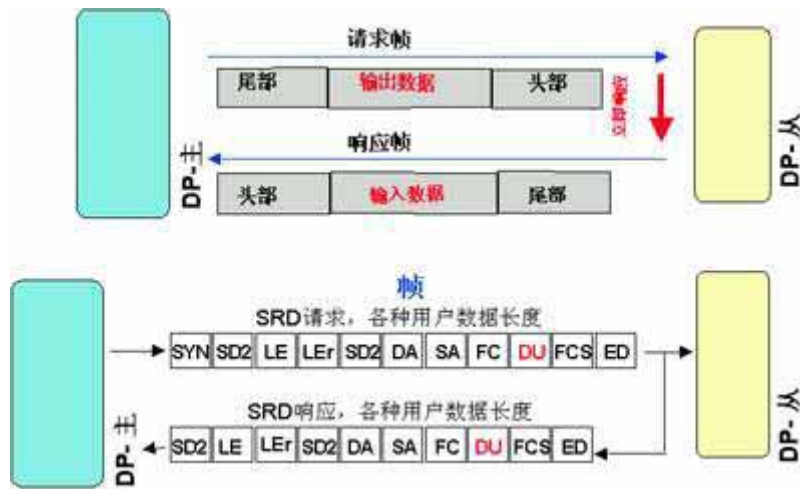 请求帧
尾部 输出数据 头部
立即响应
响应帧
头部 输入数据 尾部
DP-主
DP-从
帧
SRD请求，各种用户数据长度
SYN SD2 LE LEr SD2 DA SA FC DU FCS ED
SRD响应，各种用户数据长度
SD2 LE LEr SD2 DA SA FC DU FCS ED
DP-主
DP-从